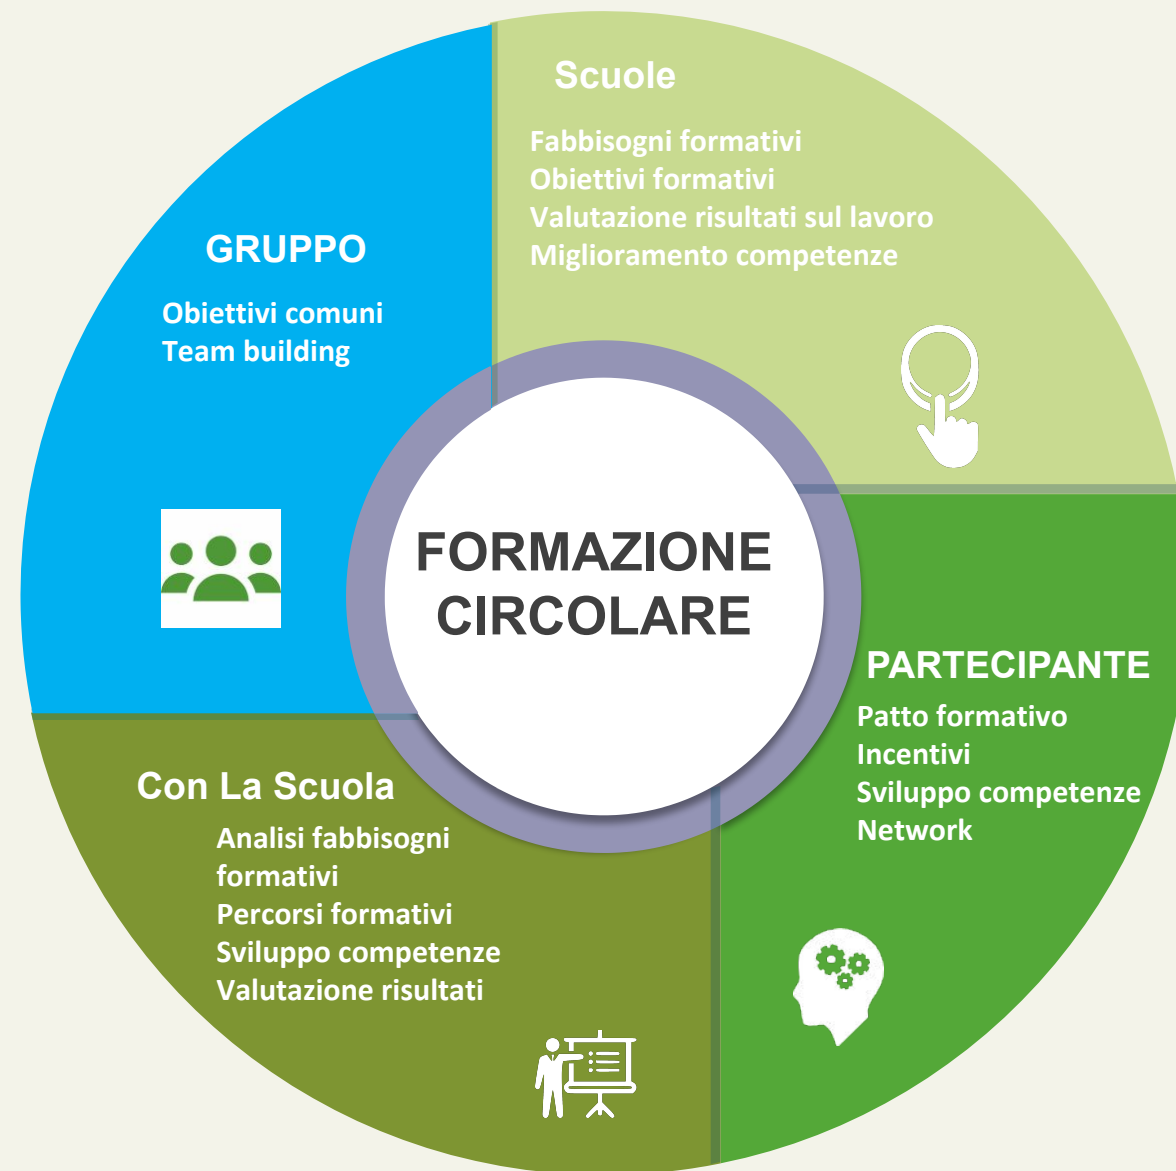 Scuole
Fabbisogni formativi
Obiettivi formativi
Valutazione risultati sul lavoro
Miglioramento competenze
GRUPPO
Obiettivi comuni
Team building
FORMAZIONE
CIRCOLARE
PARTECIPANTE
Patto formativo
Incentivi
Sviluppo competenze
Network
Con La Scuola
Analisi fabbisogni
formativi
Percorsi formativi
Sviluppo competenze
Valutazione risultati